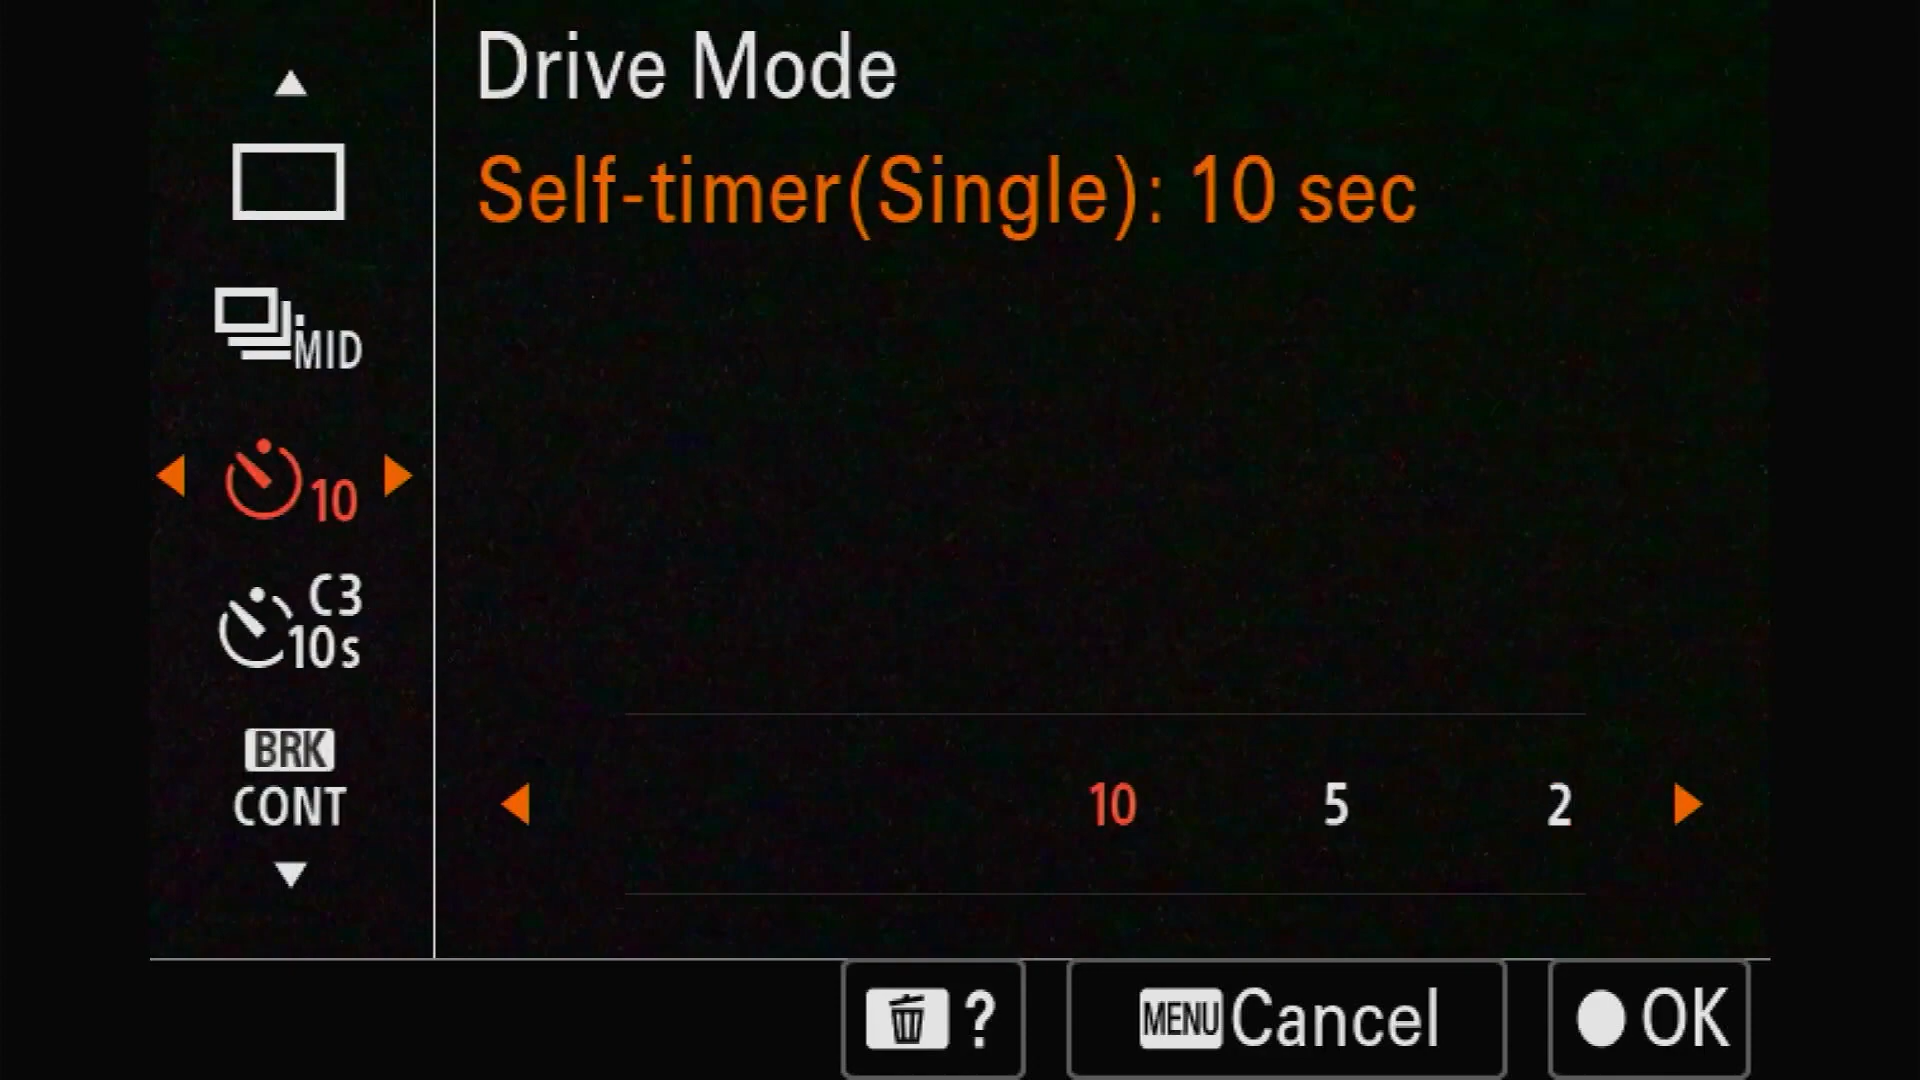 Drive Mode
Self-timer(Single): 10 sec
MID
10
C3
10s
BRK
CONT
10 5 2
? MENU Cancel OK